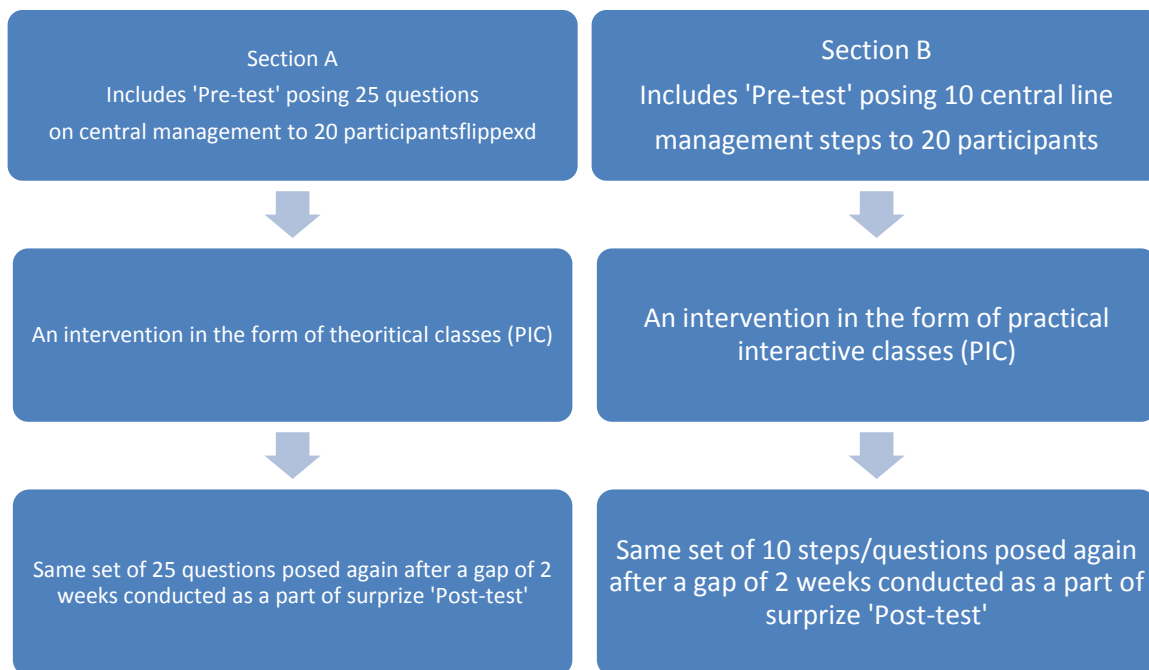 Section A
Includes 'Pre-test' posing 25 questions
on central management to 20 participantsflippexd
An intervention in the form of theoritical classes (PIC)
Same set of 25 questions posed again after a gap of 2
weeks conducted as a part of surprize 'Post-test'
Section B
Includes 'Pre-test' posing 10 central line
management steps to 20 participants
An intervention in the form of practical
interactive classes (PIC)
Same set of 10 steps/questions posed again
after a gap of 2 weeks conducted as a part of
surprize 'Post-test'